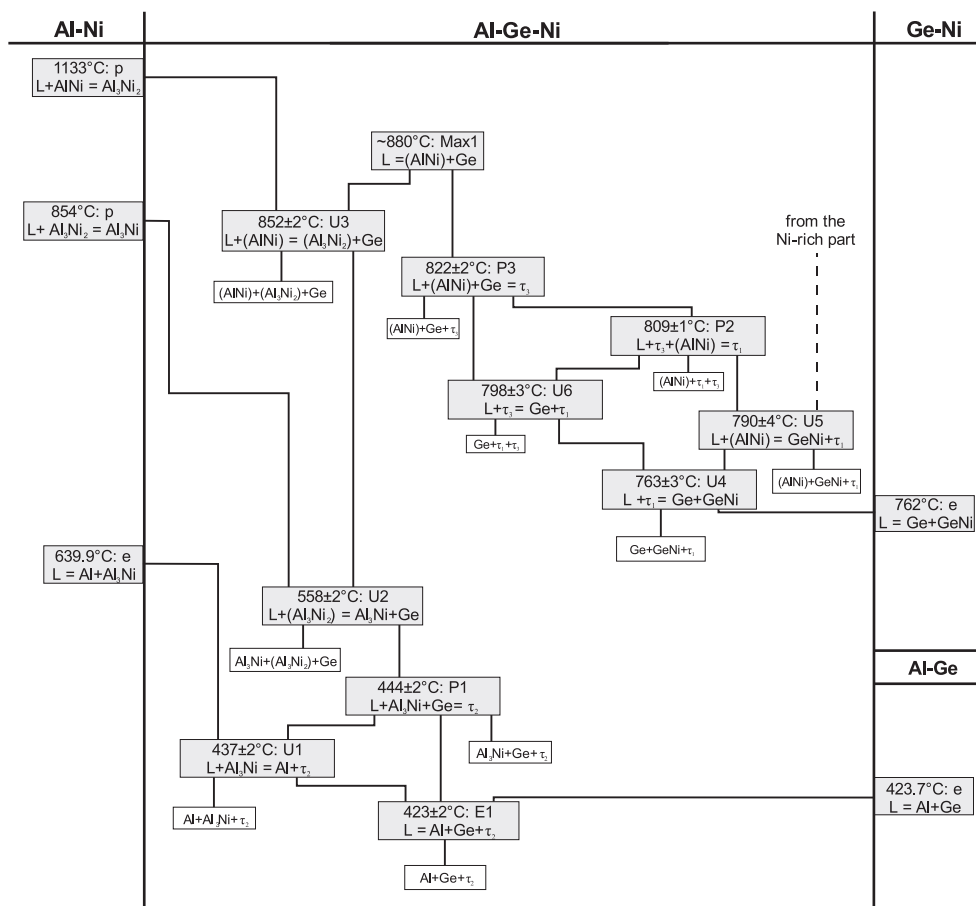 Al-Ni
Al-Ge-Ni
Ge-Ni
1133°C: p
L+AlNi = Al₃Ni₂
~880°C: Max1
L =(AlNi)+Ge
854°C: p
L+ Al₃Ni₂ = Al₃Ni
852±2°C: U3
L+(AlNi) = (Al₃Ni₂)+Ge
from the
Ni-rich part
822±2°C: P3
L+(AlNi)+Ge = τ₃
(AlNi)+(Al₃Ni₂)+Ge
(AlNi)+Ge+τ₃
809±1°C: P2
L+τ₃+(AlNi) = τ₁
(AlNi)+τ₁+τ₃
798±3°C: U6
L+τ₃ = Ge+τ₁
790±4°C: U5
L+(AlNi) = GeNi+τ₁
Ge+τ₁+τ₃
763±3°C: U4
L +τ₁= Ge+GeNi
(AlNi)+GeNi+τ₁
762°C: e
L = Ge+GeNi
Ge+GeNi+τ₁
639.9°C: e
L = Al+Al₃Ni
558±2°C: U2
L+(Al₃Ni₂) = Al₃Ni+Ge
Al₃Ni+(Al₃Ni₂)+Ge
Al-Ge
444±2°C: P1
L+Al₃Ni+Ge= τ₂
437±2°C: U1
L+Al₃Ni = Al+τ₂
Al₃Ni+Ge+τ₂
423.7°C: e
L = Al+Ge
423±2°C: E1
L = Al+Ge+τ₂
Al+Al₃Ni+τ₂
Al+Ge+τ₂